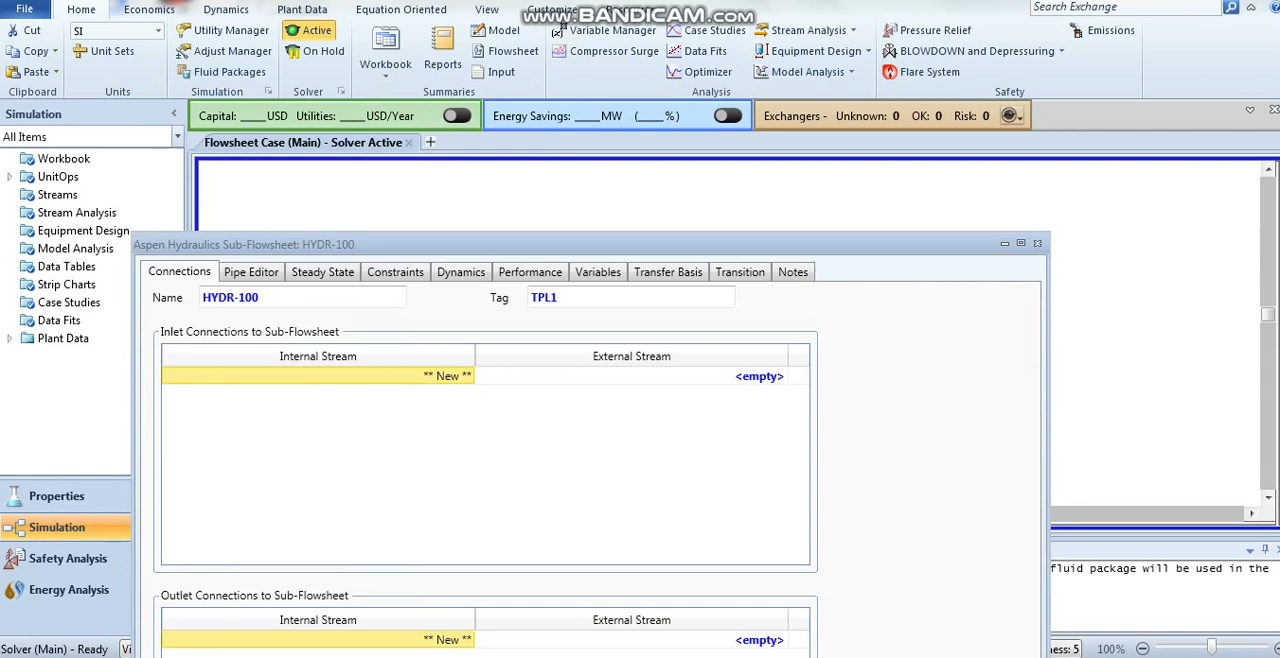 File Home Economics Dynamics Plant Data Equation Oriented View Customize Resources Search Exchange
www.BANDICAM.com
Cut SI Utility Manager Active Model Variable Manager Case Studies Stream Analysis Pressure Relief Emissions
Copy Unit Sets Adjust Manager On Hold Workbook Reports Flowsheet Compressor Surge Data Fits Equipment Design BLOWDOWN and Depressuring
Paste Fluid Packages Input Optimizer Model Analysis Flare System
Clipboard Units Simulation Solver Summaries Analysis Safety
Simulation
Capital: ____USD Utilities: ____USD/Year Energy Savings: ____MW (____%) Exchangers - Unknown: 0 OK: 0 Risk: 0
All Items
Flowsheet Case (Main) - Solver Active
Workbook
UnitOps
Streams
Stream Analysis
Equipment Design
Model Analysis
Data Tables
Strip Charts
Case Studies
Data Fits
Plant Data
Aspen Hydraulics Sub-Flowsheet: HYDR-100
Connections Pipe Editor Steady State Constraints Dynamics Performance Variables Transfer Basis Transition Notes
Name HYDR-100 Tag TPL1
Inlet Connections to Sub-Flowsheet
Internal Stream External Stream
** New ** <empty>
Outlet Connections to Sub-Flowsheet
Internal Stream External Stream
** New ** <empty>
Properties
Simulation
Safety Analysis
Energy Analysis
fluid package will be used in the
Solver (Main) - Ready Vi ness: 5 100%